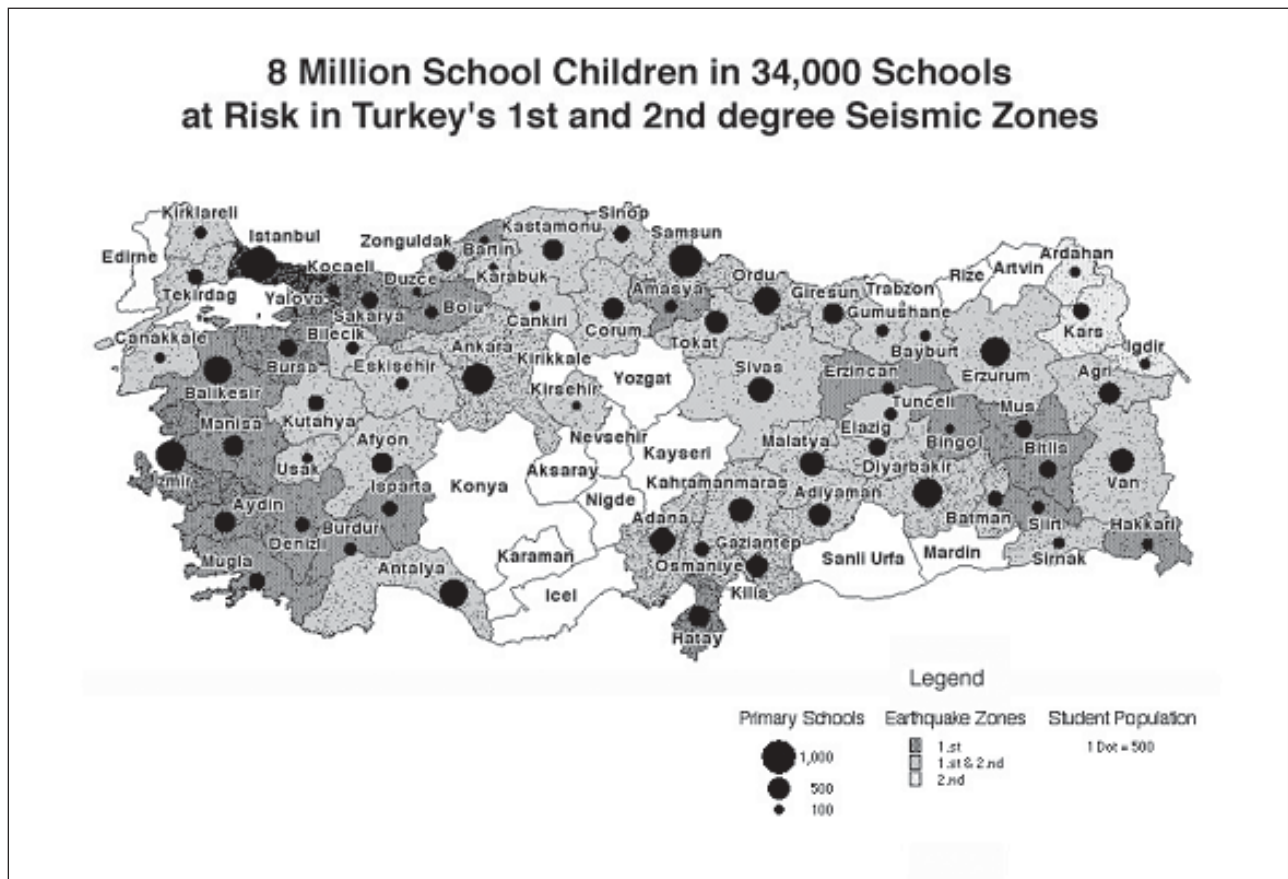 8 Million School Children in 34,000 Schools
at Risk in Turkey's 1st and 2nd degree Seismic Zones
Kirklareli
Edirne
Istanbul
Tekirdag
Kocaeli
Yalova
Zonguldak
Bartin
Kastamonu
Sinop
Samsun
Karabuk
Duzce
Bolu
Sakarya
Bilecik
Cankiri
Corum
Amasya
Ordu
Tokat
Giresun
Trabzon
Gumushane
Rize
Artvin
Ardahan
Kars
Igdir
Bayburt
Erzurum
Agri
Canakkale
Balikesir
Bursa
Eskisehir
Ankara
Kirikkale
Kirsehir
Yozgat
Sivas
Erzincan
Tunceli
Mus
Bingol
Bitlis
Van
Manisa
Kutahya
Usak
Afyon
Izmir
Aydin
Isparta
Denizli
Burdur
Mugla
Antalya
Konya
Aksaray
Nevsehir
Kayseri
Nigde
Karaman
Icel
Kahramanmaras
Malatya
Elazig
Diyarbakir
Adiyaman
Adana
Gaziantep
Osmaniye
Kilis
Hatay
Sanli Urfa
Mardin
Batman
Siirt
Sirnak
Hakkari
Legend
Primary Schools
1,000
500
100
Earthquake Zones
1.st
1.st & 2.nd
2.nd
Student Population
1 Dot = 500